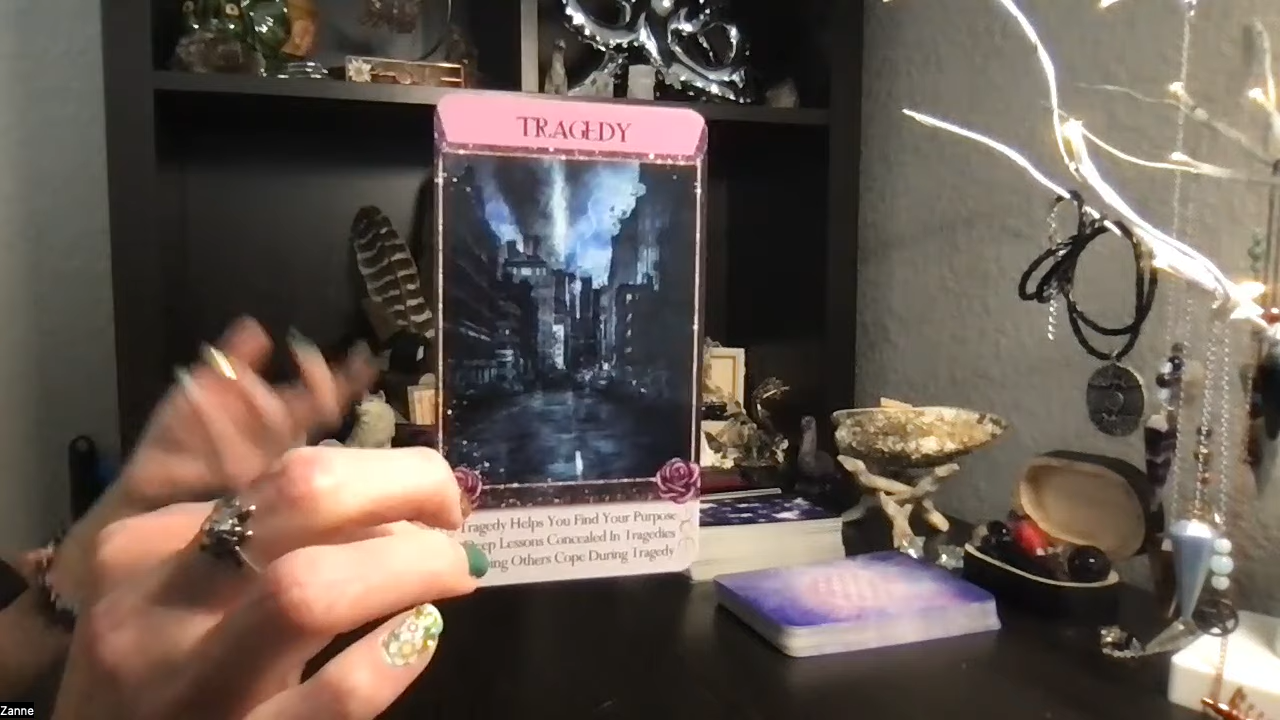 TRAGEDY
Tragedy Helps You Find Your Purpose
Deep Lessons Concealed In Tragedies
Others Cope During Tragedy
Zanne